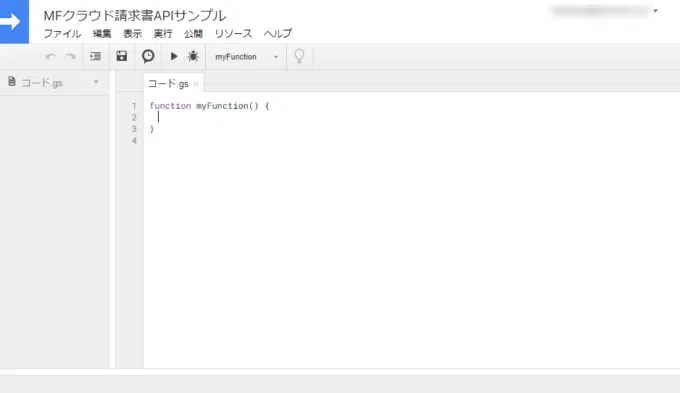 MFクラウド請求書APIサンプル
ファイル 編集 表示 実行 公開 リソース ヘルプ
myFunction
コード.gs
コード.gs ×
1 function myFunction() {
2
3 }
4